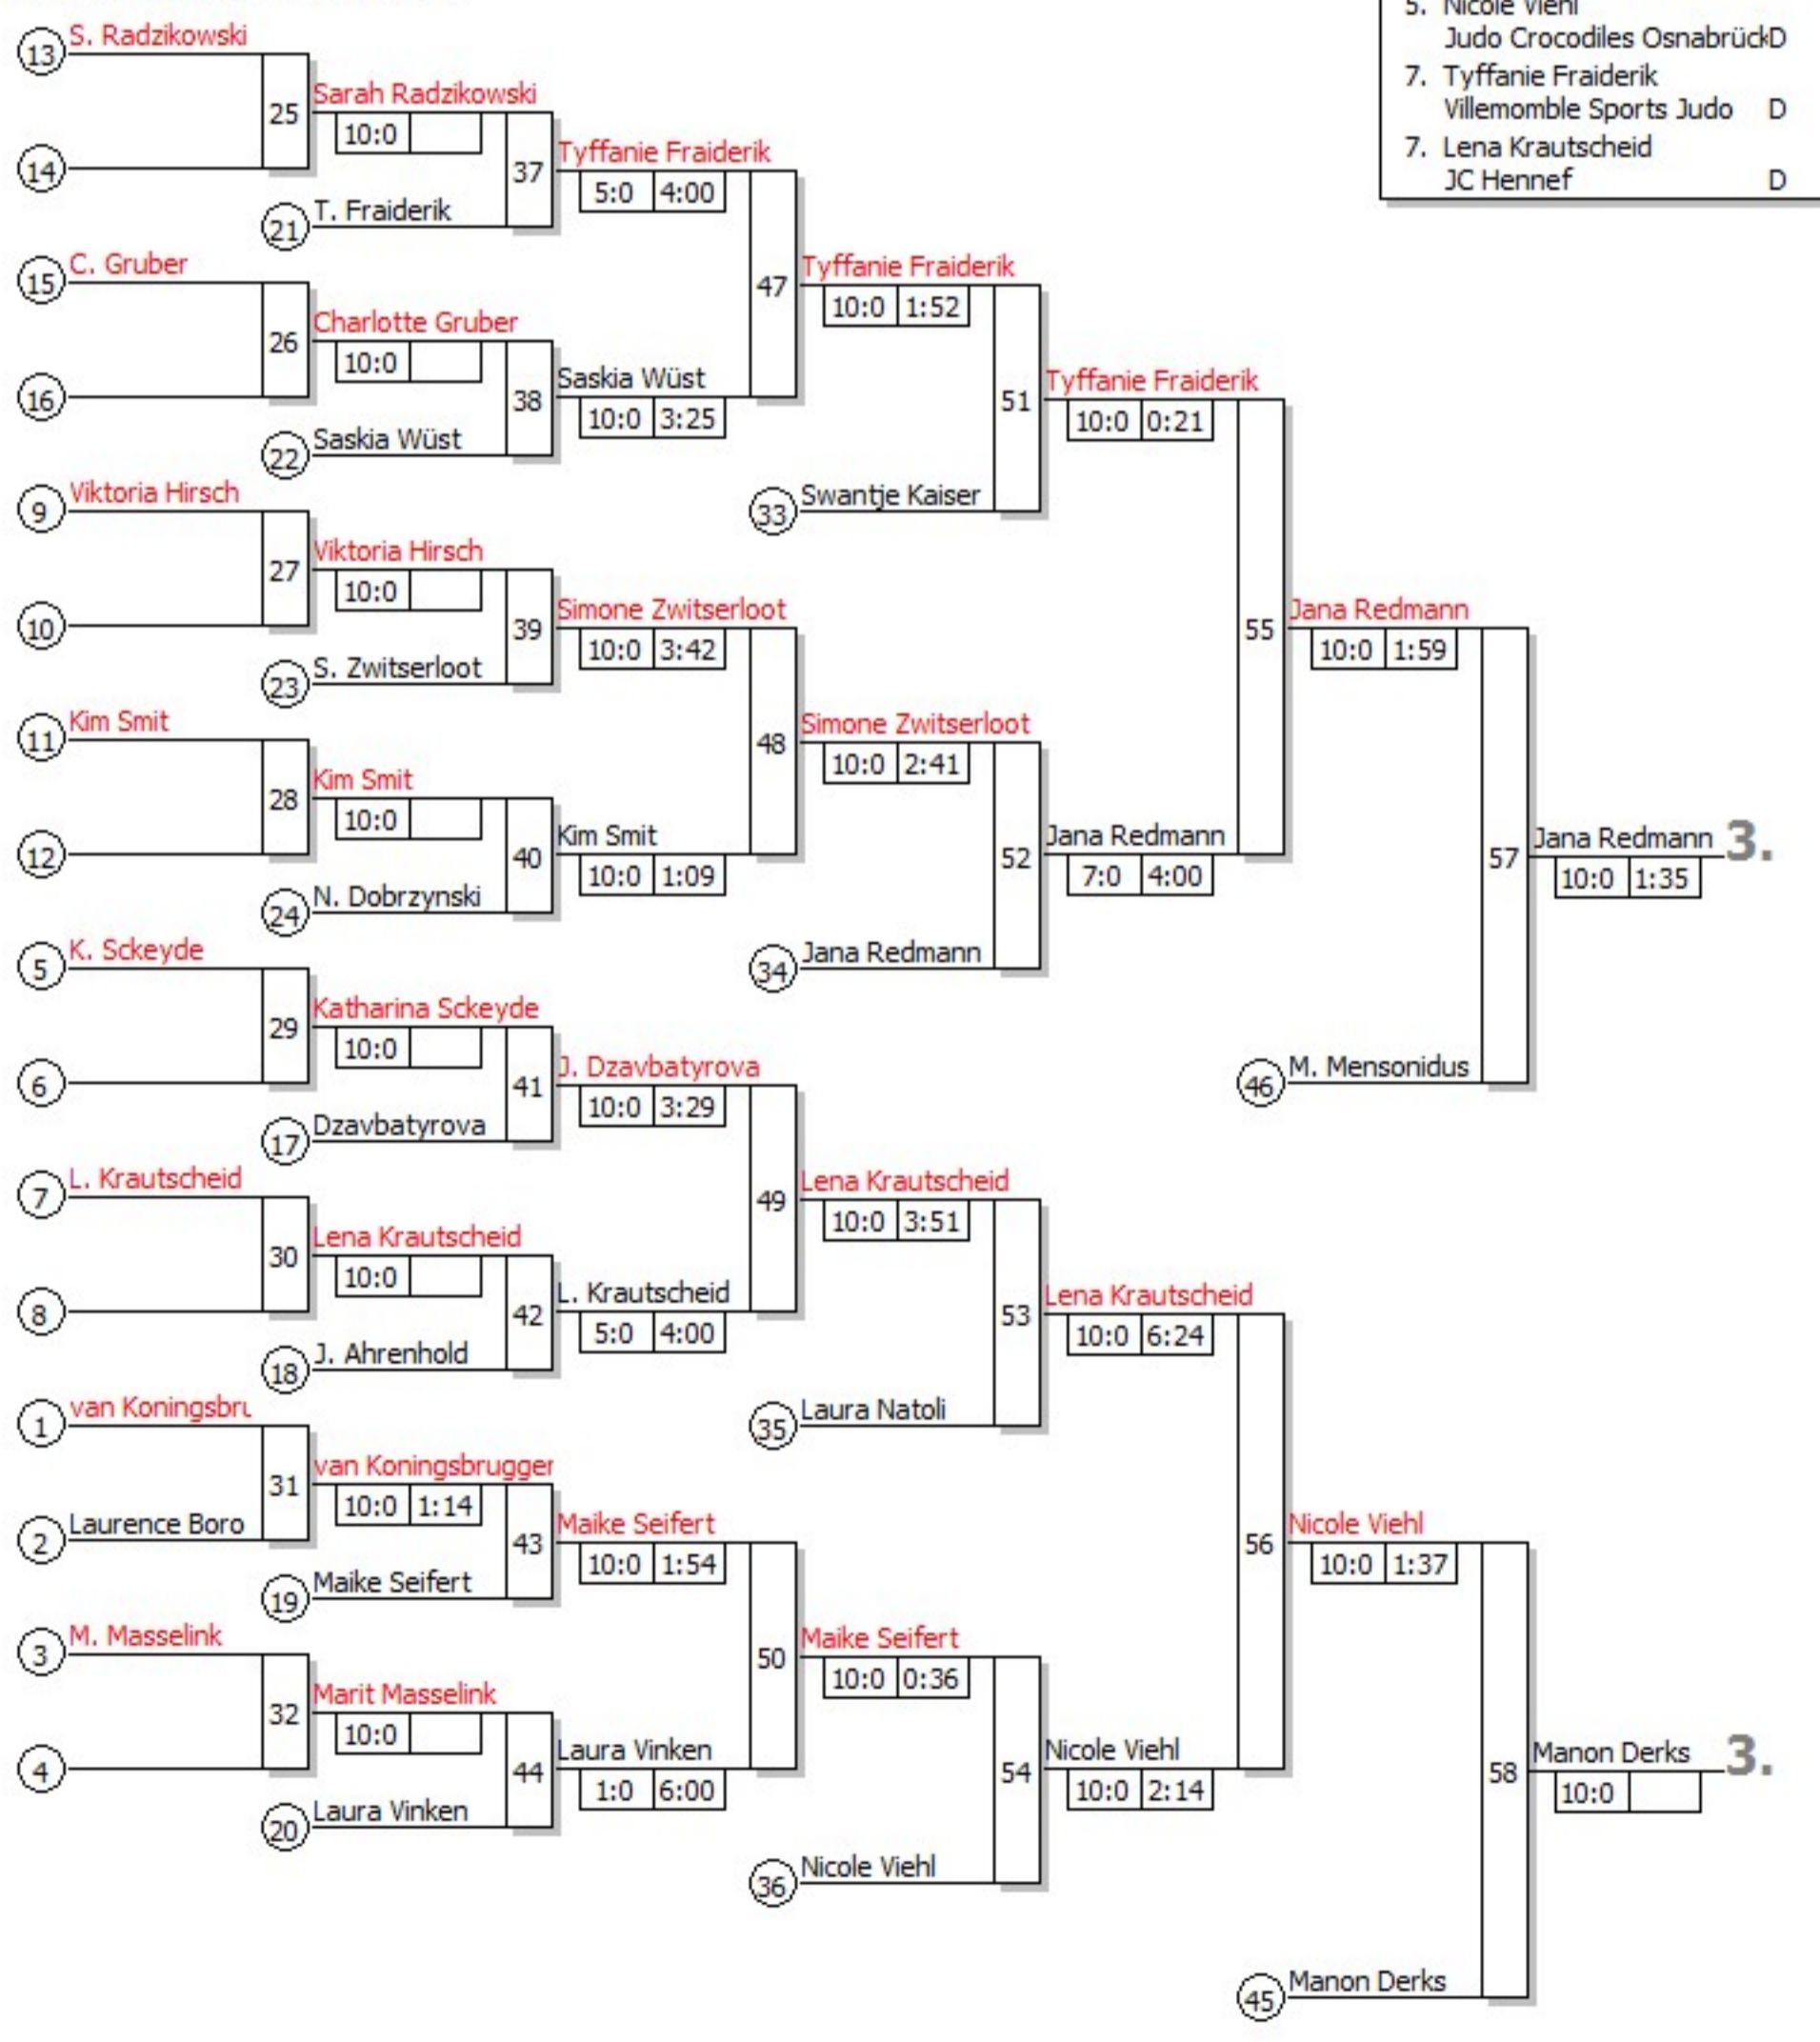 5. Nicole Viehl
Judo Crocodiles Osnabrück D
7. Tyffanie Fraiderik
Villemomble Sports Judo D
7. Lena Krautscheid
JC Hennef D
13 S. Radzikowski
25 Sarah Radzikowski
10:0
14
37 Tyffanie Fraiderik
5:0 4:00
21 T. Fraiderik
15 C. Gruber
47 Tyffanie Fraiderik
10:0 1:52
26 Charlotte Gruber
10:0
16
38 Saskia Wüst
10:0 3:25
22 Saskia Wüst
51 Tyffanie Fraiderik
10:0 0:21
9 Viktoria Hirsch
33 Swantje Kaiser
27 Viktoria Hirsch
10:0
10
39 Simone Zwitserloot
10:0 3:42
23 S. Zwitserloot
55 Jana Redmann
10:0 1:59
11 Kim Smit
48 Simone Zwitserloot
10:0 2:41
28 Kim Smit
10:0
12
40 Kim Smit
10:0 1:09
24 N. Dobrzynski
52 Jana Redmann
7:0 4:00
57 Jana Redmann 3.
10:0 1:35
5 K. Sckeyde
34 Jana Redmann
29 Katharina Sckeyde
10:0
6
41 J. Dzavbatyrova
10:0 3:29
46 M. Mensonidus
17 Dzavbatyrova
7 L. Krautscheid
49 Lena Krautscheid
10:0 3:51
30 Lena Krautscheid
10:0
8
42 L. Krautscheid
5:0 4:00
18 J. Ahrenhold
53 Lena Krautscheid
10:0 6:24
1 van Koningsbru
35 Laura Natoli
31 van Koningsbrugger
10:0 1:14
2 Laurence Boro
43 Maike Seifert
10:0 1:54
19 Maike Seifert
56 Nicole Viehl
10:0 1:37
3 M. Masselink
50 Maike Seifert
10:0 0:36
32 Marit Masselink
10:0
4
44 Laura Vinken
1:0 6:00
20 Laura Vinken
54 Nicole Viehl
10:0 2:14
58 Manon Derks 3.
10:0
36 Nicole Viehl
45 Manon Derks